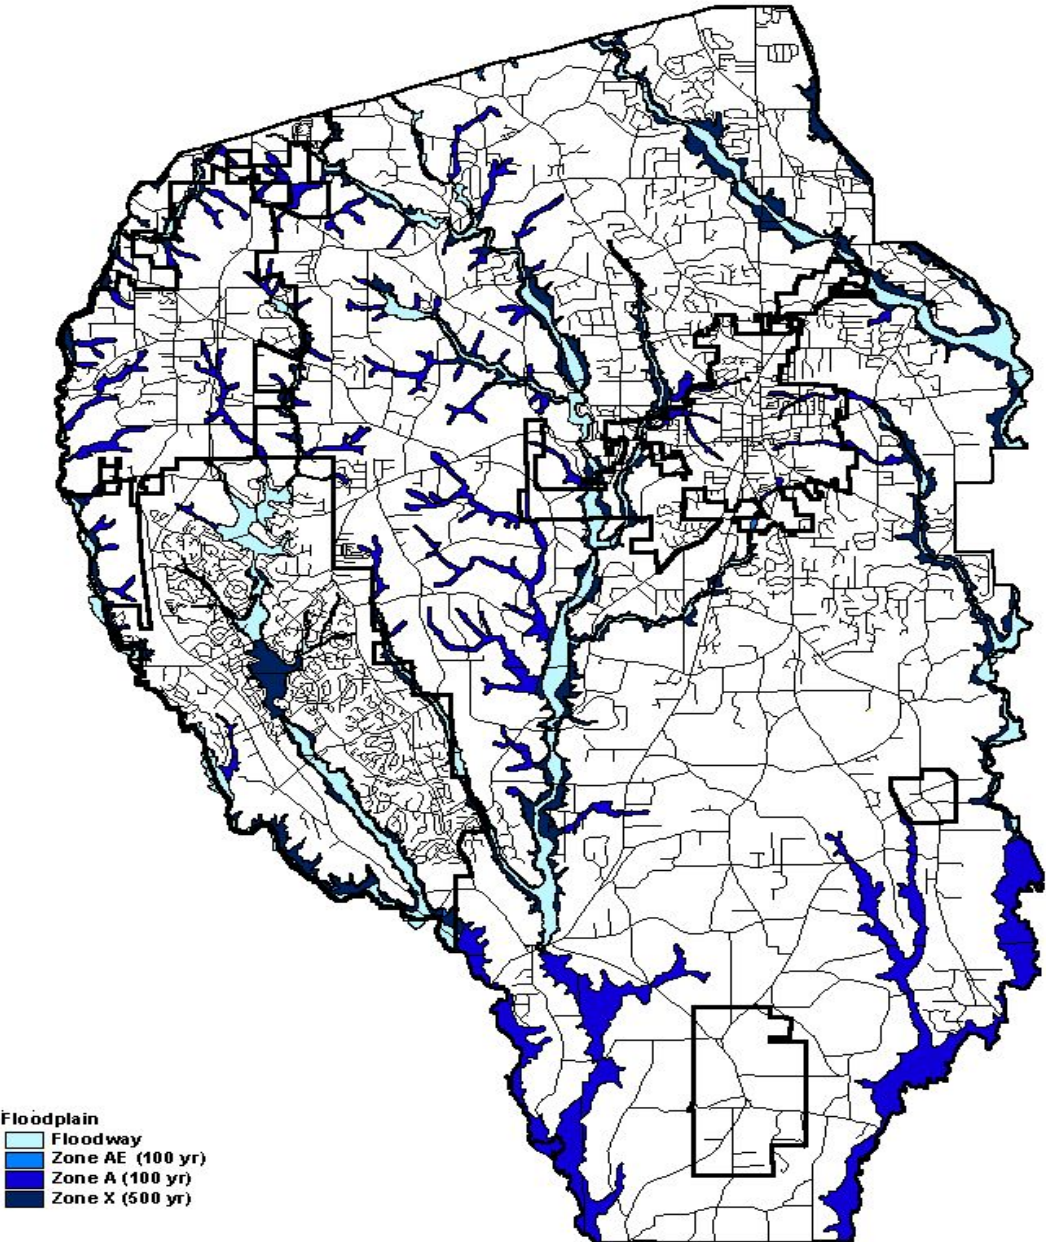 Floodplain
Floodway
Zone AE (100 yr)
Zone A (100 yr)
Zone X (500 yr)